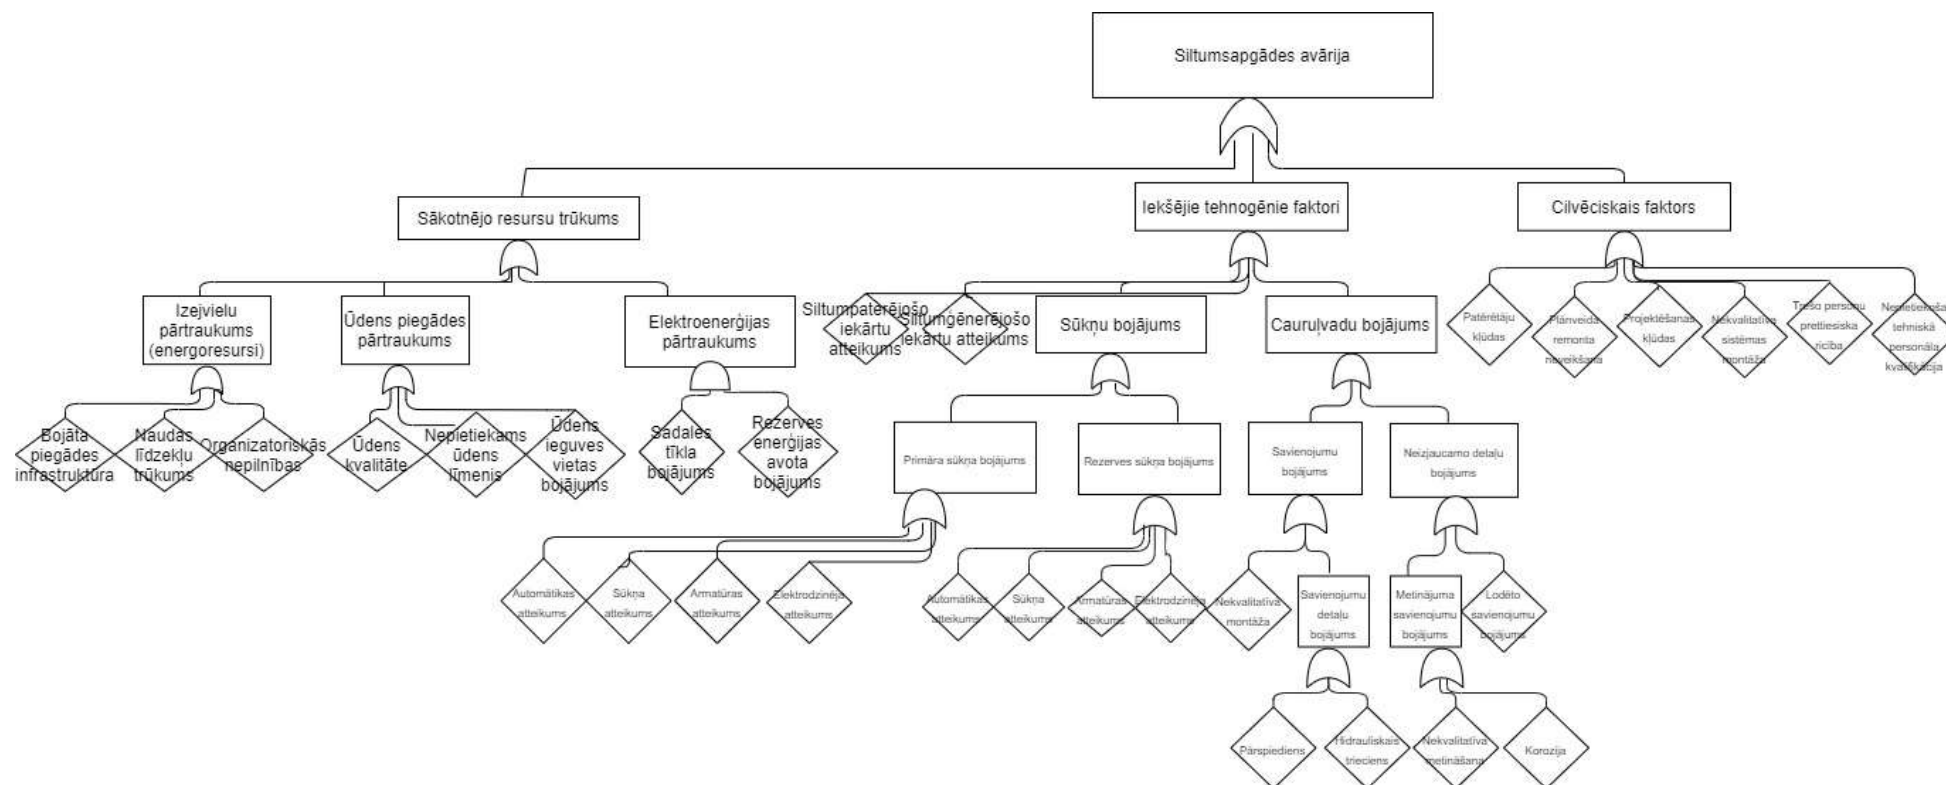 Siltumsapgādes avārija
Sākotnējo resursu trūkums
Iekšējie tehnogēnie faktori
Cilvēciskais faktors
Izejvielu
pārtraukums
(energoresursi)
Ūdens piegādes
pārtraukums
Elektroenerģijas
pārtraukums
Siltumpatērējošo
iekārtu
atteikums
Siltumģēnerējošo
iekārtu atteikums
Sūkņu bojājums
Cauruļvadu bojājums
Patērētāju
kļūdas
Plānveida
remonta
neveikšana
Projektēšanas
kļūdas
Nekvalitatīva
sistēmas
montāža
Trešo personu
prettiesiska
rīcība
Nepietiekoša
tehniskā
personāla
kvalifikācija
Bojāta
piegādes
infrastruktūra
Naudas
līdzekļu
trūkums
Organizatoriskās
nepilnības
Ūdens
kvalitāte
Nepietiekams
ūdens
līmenis
Ūdens
ieguves
vietas
bojājums
Sadales
tīkla
bojājums
Rezerves
enerģijas
avota
bojājums
Primāra sūkņa bojājums
Rezerves sūkņa bojājums
Savienojumu
bojājums
Neizjaucamo detaļu
bojājums
Automātikas
atteikums
Sūkņa
atteikums
Armatūras
atteikums
Elektrodzinēja
atteikums
Automātikas
atteikums
Sūkņa
atteikums
Armatūras
atteikums
Elektrodzinēja
atteikums
Nekvalitatīva
montāža
Savienojumu
detaļu
bojājums
Metinājuma
savienojumu
bojājums
Lodēto
savienojumu
bojājums
Pārspiediens
Hidrauliskais
trieciens
Nekvalitatīva
metināšana
Korozija